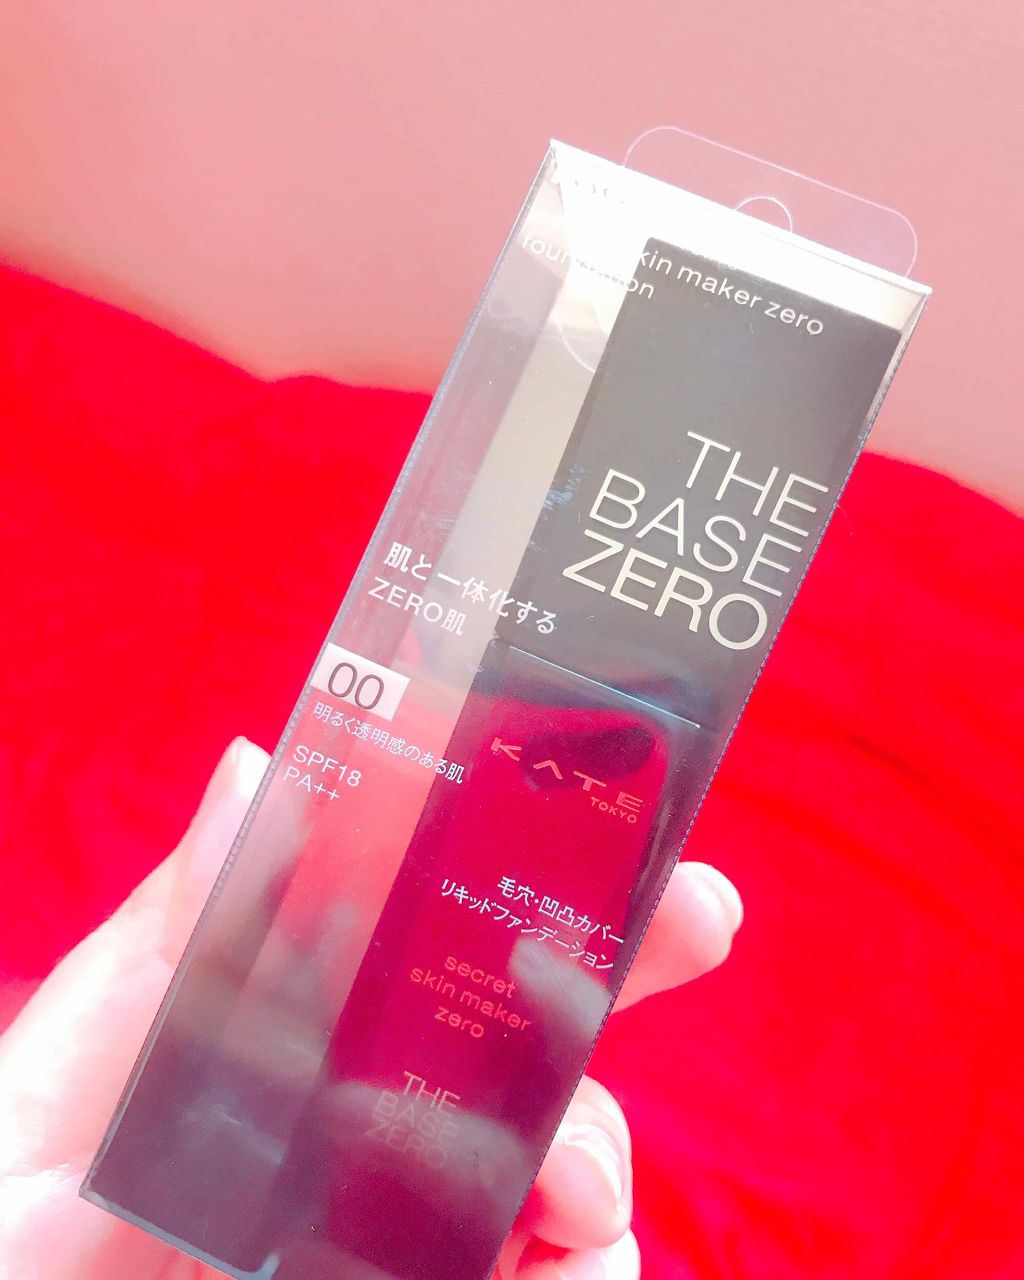 skin maker zero
foundation
THE
BASE
ZERO
肌と一体化する
ZERO肌
00
明るく透明感のある肌
SPF18
PA++
KATE
TOKYO
毛穴・凹凸カバー
リキッドファンデーション
secret
skin maker
zero
THE
BASE
ZERO